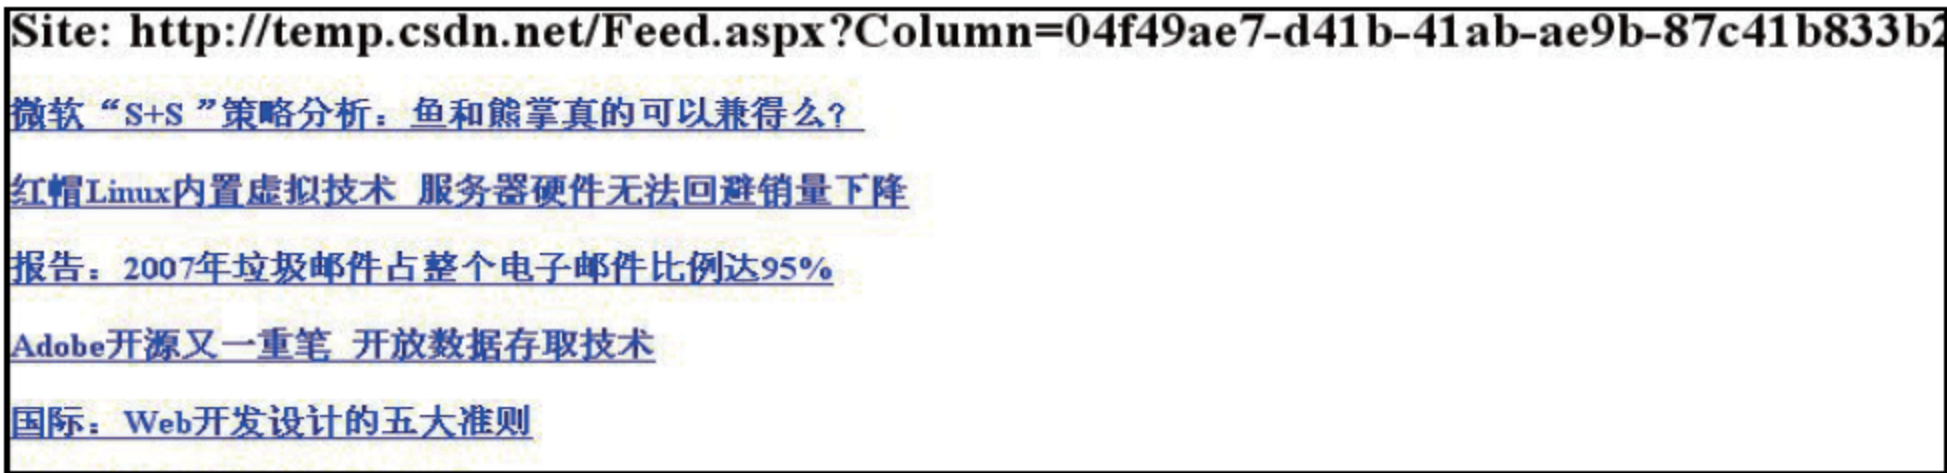 Site: http://temp.csdn.net/Feed.aspx?Column=04f49ae7-d41b-41ab-ae9b-87c41b833b2
微软“S+S”策略分析：鱼和熊掌真的可以兼得么？
红帽Linux内置虚拟技术 服务器硬件无法回避销量下降
报告：2007年垃圾邮件占整个电子邮件比例达95%
Adobe开源又一重笔 开放数据存取技术
国际：Web开发设计的五大准则